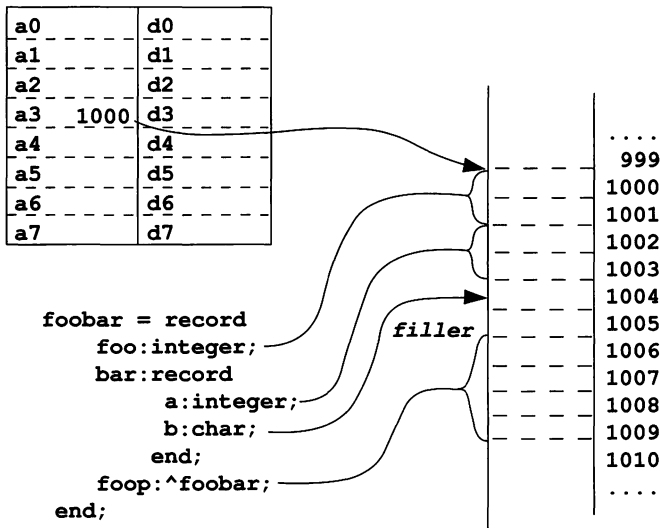 a0 d0
a1 d1
a2 d2
a3 1000 d3
a4 d4
a5 d5
a6 d6
a7 d7
....
999
1000
1001
1002
1003
1004
1005
1006
1007
1008
1009
1010
....
filler
foobar = record
foo:integer;
bar:record
a:integer;
b:char;
end;
foop:^foobar;
end;